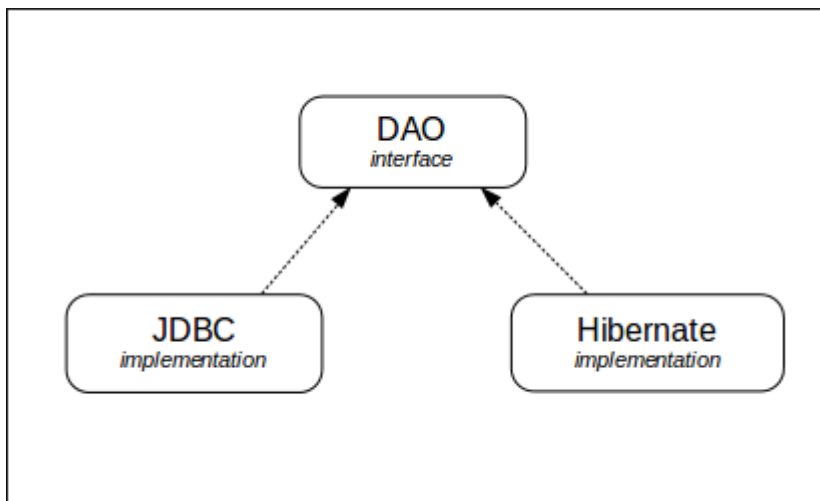 DAO
interface
JDBC
implementation
Hibernate
implementation